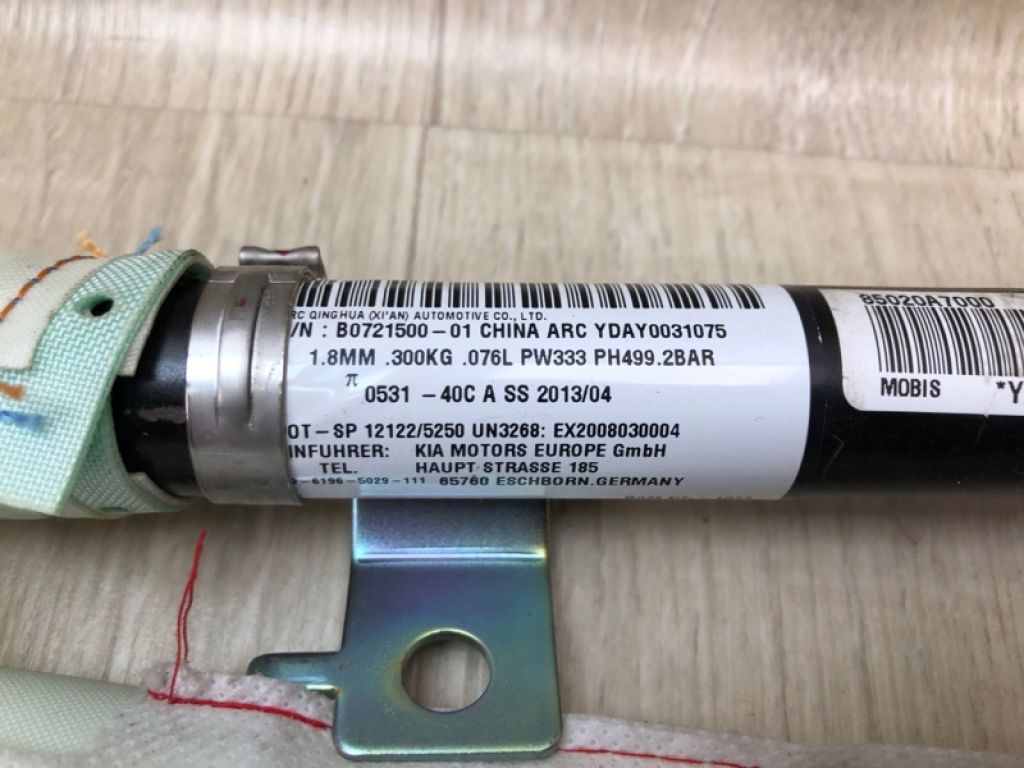 RC QINGHUA (XI'AN) AUTOMOTIVE CO., LTD.
/N : B0721500-01 CHINA ARC YDAY0031075
1.8MM .300KG .076L PW333 PH499.2BAR
π
0531 -40C A SS 2013/04
OT-SP 12122/5250 UN3268: EX2008030004
INFUHRER: KIA MOTORS EUROPE GmbH
TEL. HAUPT STRASSE 185
-6196-5029-111 65760 ESCHBORN.GERMANY
85020A7000
MOBIS *Y